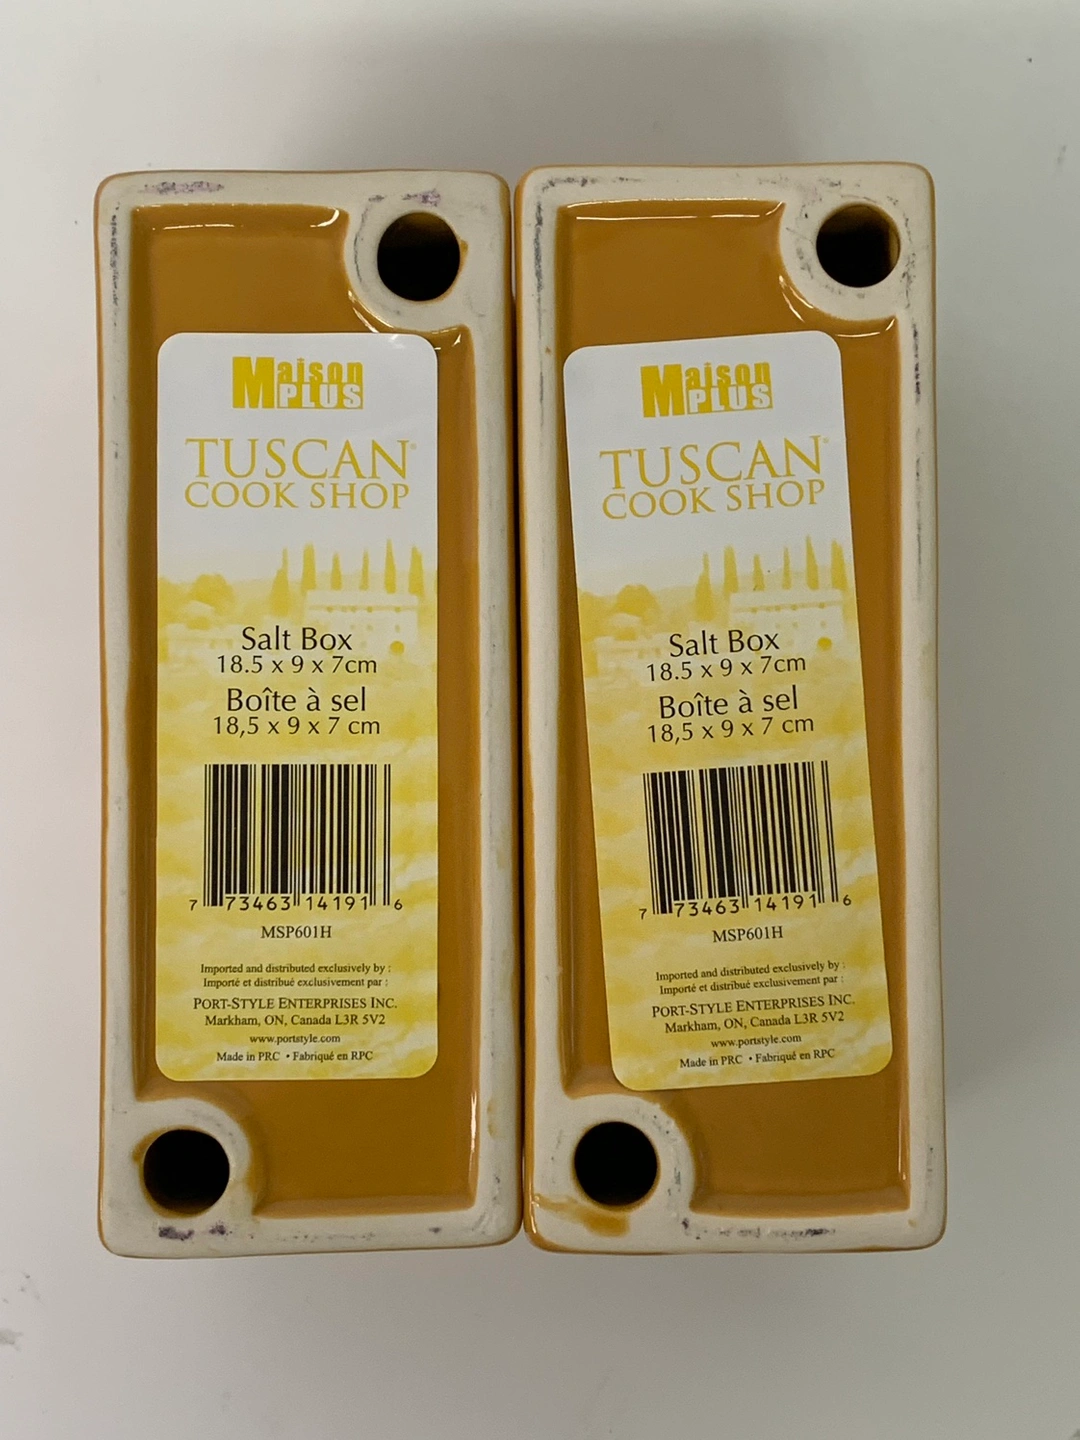 Maison
PLUS
TUSCAN®
COOK SHOP
Salt Box
18.5 x 9 x 7cm
Boîte à sel
18,5 x 9 x 7 cm
7 73463 14191 6
MSP601H
Imported and distributed exclusively by :
Importé et distribué exclusivement par :
PORT-STYLE ENTERPRISES INC.
Markham, ON, Canada L3R 5V2
www.portstyle.com
Made in PRC • Fabriqué en RPC
Maison
PLUS
TUSCAN®
COOK SHOP
Salt Box
18.5 x 9 x 7cm
Boîte à sel
18,5 x 9 x 7 cm
7 73463 14191 6
MSP601H
Imported and distributed exclusively by :
Importé et distribué exclusivement par :
PORT-STYLE ENTERPRISES INC.
Markham, ON, Canada L3R 5V2
www.portstyle.com
Made in PRC • Fabriqué en RPC